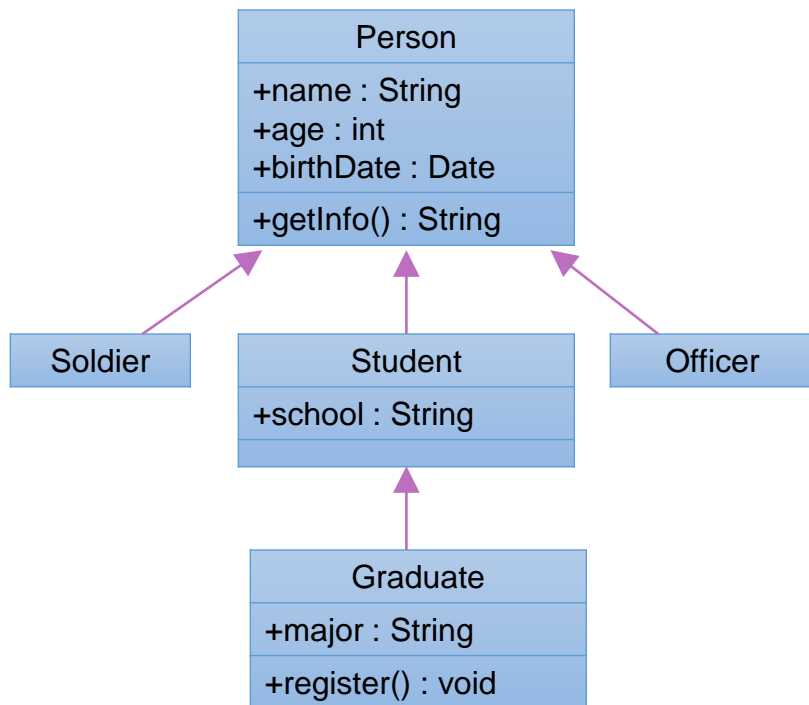 Person
+name : String
+age : int
+birthDate : Date
+getInfo() : String
Soldier
Student
Officer
+school : String
Graduate
+major : String
+register() : void